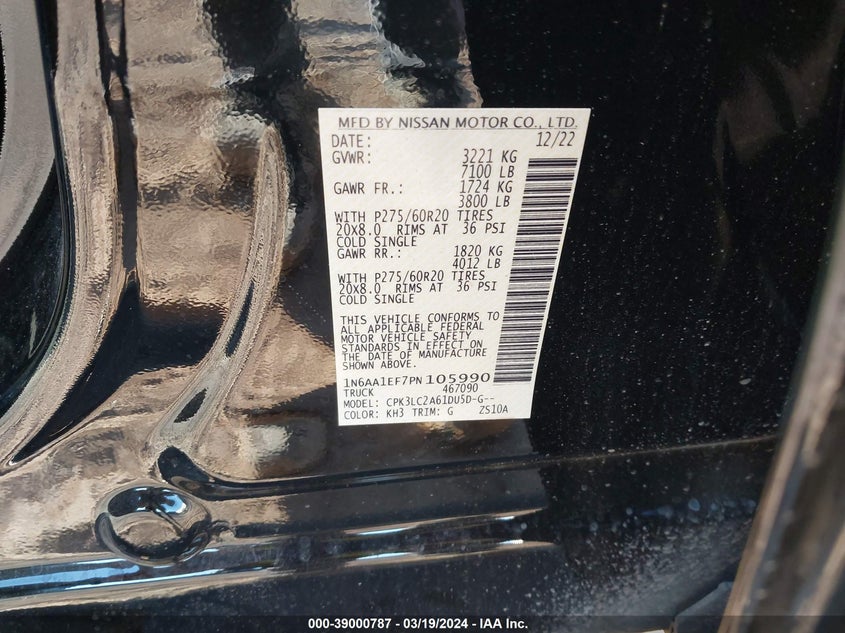 MFD BY NISSAN MOTOR CO., LTD.
DATE: 12/22
GVWR: 3221 KG
7100 LB
GAWR FR.: 1724 KG
3800 LB
WITH P275/60R20 TIRES
20X8.0 RIMS AT 36 PSI
COLD SINGLE
GAWR RR.: 1820 KG
4012 LB
WITH P275/60R20 TIRES
20X8.0 RIMS AT 36 PSI
COLD SINGLE
THIS VEHICLE CONFORMS TO
ALL APPLICABLE FEDERAL
MOTOR VEHICLE SAFETY
STANDARDS IN EFFECT ON
THE DATE OF MANUFACTURE
SHOWN ABOVE.
1N6AA1EF7PN105990
TRUCK 467090
MODEL: CPK3LC2A61DU5D-G--
COLOR: KH3 TRIM: G ZS10A
000-39000787 - 03/19/2024 - IAA Inc.